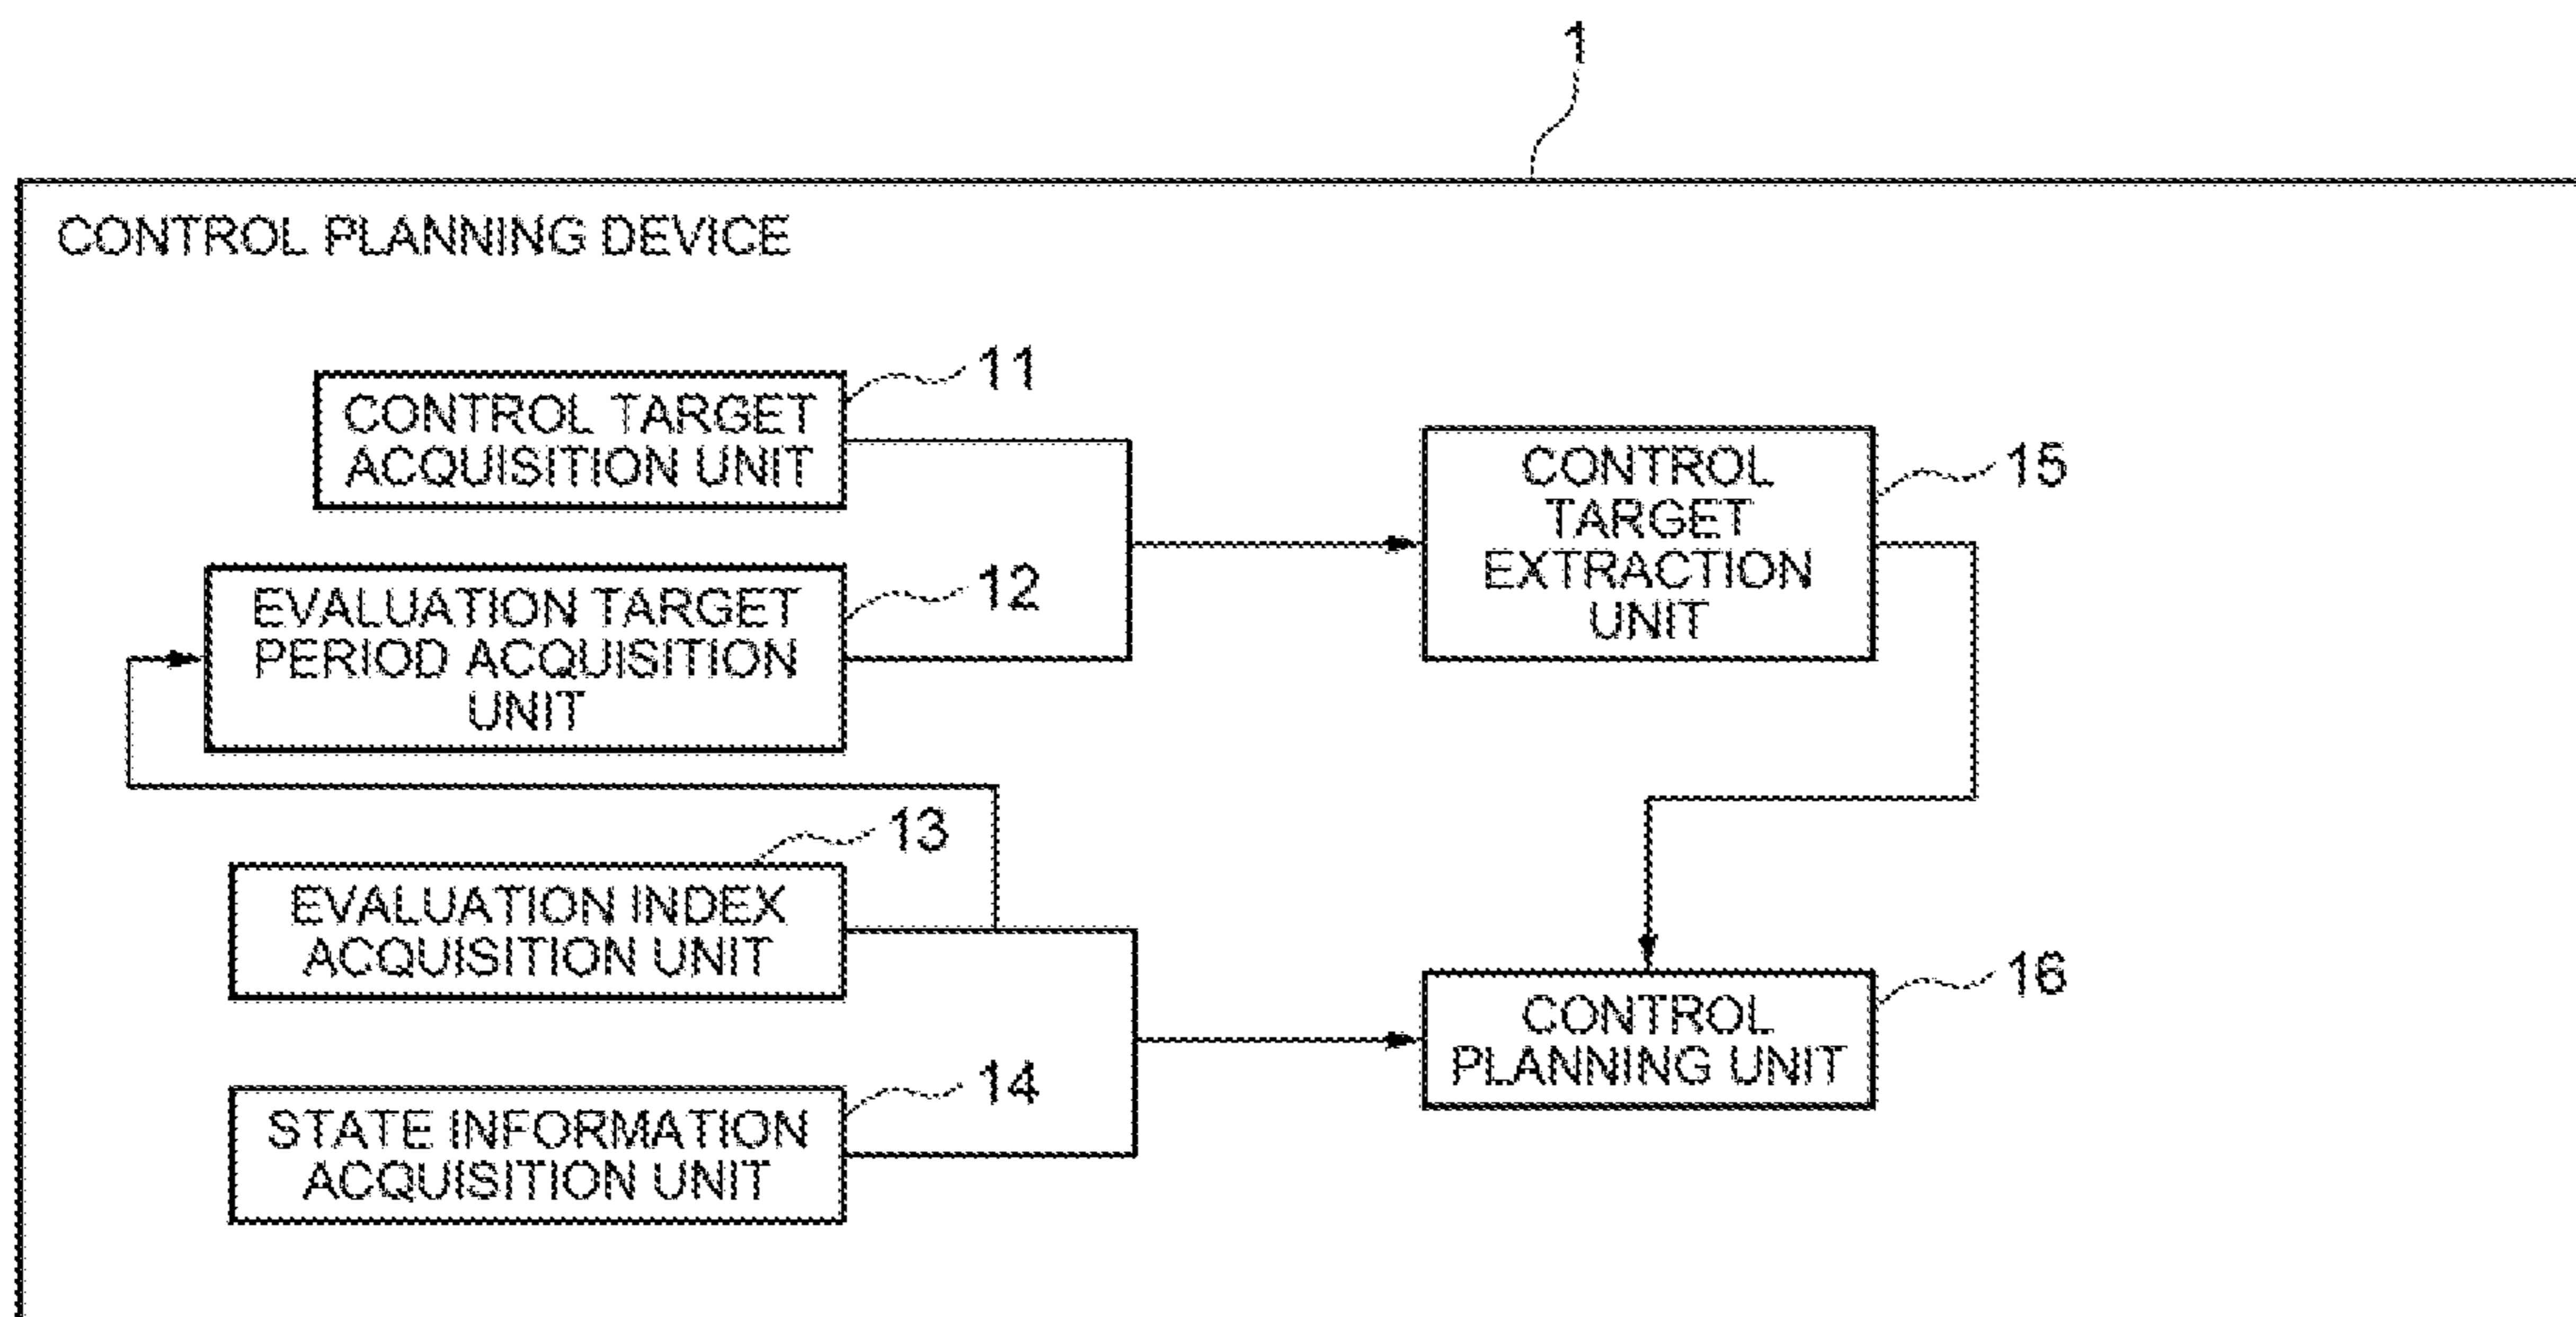 1
CONTROL PLANNING DEVICE
11
CONTROL TARGET
ACQUISITION UNIT
12
EVALUATION TARGET
PERIOD ACQUISITION
UNIT
13
EVALUATION INDEX
ACQUISITION UNIT
14
STATE INFORMATION
ACQUISITION UNIT
15
CONTROL
TARGET
EXTRACTION
UNIT
16
CONTROL
PLANNING UNIT